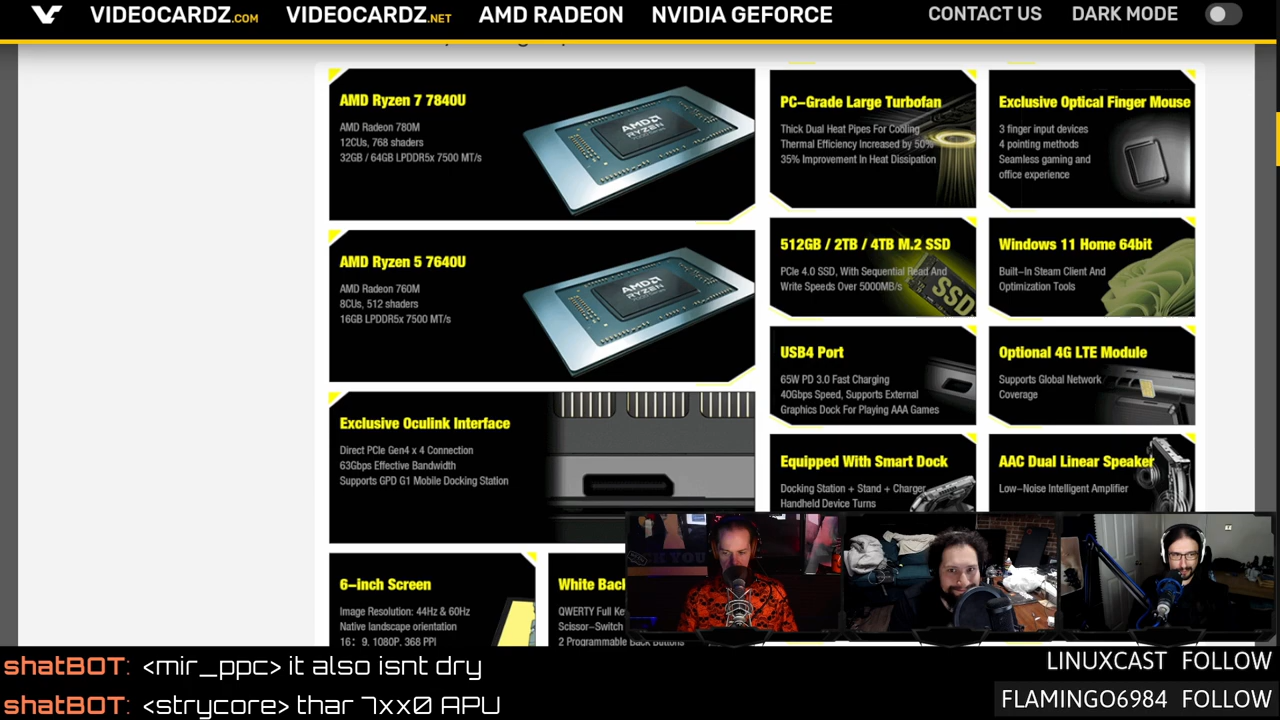 VIDEOCARDZ.COM VIDEOCARDZ.NET AMD RADEON NVIDIA GEFORCE CONTACT US DARK MODE
AMD Ryzen 7 7840U
AMD Radeon 780M
12CUs, 768 shaders
32GB / 64GB LPDDR5x 7500 MT/s
AMD RYZEN
PC-Grade Large Turbofan
Thick Dual Heat Pipes For Cooling
Thermal Efficiency Increased by 50%
35% Improvement In Heat Dissipation
Exclusive Optical Finger Mouse
3 finger input devices
4 pointing methods
Seamless gaming and
office experience
AMD Ryzen 5 7640U
AMD Radeon 760M
8CUs, 512 shaders
16GB LPDDR5x 7500 MT/s
AMD RYZEN
512GB / 2TB / 4TB M.2 SSD
PCIe 4.0 SSD, With Sequential Read And
Write Speeds Over 5000MB/s
SSD
Windows 11 Home 64bit
Built-In Steam Client And
Optimization Tools
USB4 Port
65W PD 3.0 Fast Charging
40Gbps Speed, Supports External
Graphics Dock For Playing AAA Games
Optional 4G LTE Module
Supports Global Network
Coverage
Exclusive Oculink Interface
Direct PCIe Gen4 x 4 Connection
63Gbps Effective Bandwidth
Supports GPD G1 Mobile Docking Station
Equipped With Smart Dock
Docking Station + Stand + Charger
Handheld Device Turns
AAC Dual Linear Speaker
Low-Noise Intelligent Amplifier
6-inch Screen
Image Resolution: 44Hz & 60Hz
Native landscape orientation
16: 9, 1080P, 368 PPI
White Bac
QWERTY Full Ke
Scissor-Switch
2 Programmable Back Buttons
shatBOT: <mir_ppc> it also isnt dry
shatBOT: <strycore> thar 7xx0 APU
LINUXCAST FOLLOW
FLAMINGO6984 FOLLOW